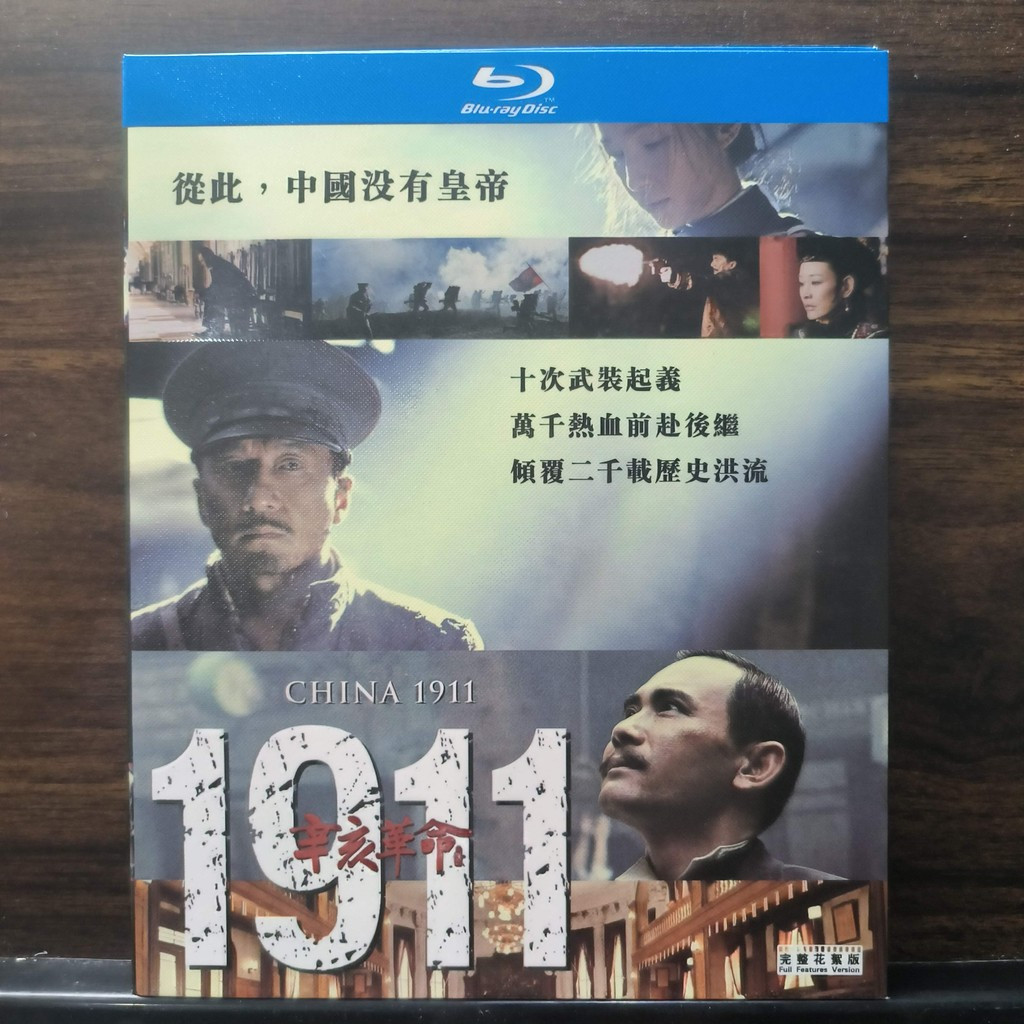 Blu-ray Disc
TM
從此，中國没有皇帝
十次武裝起義
萬千熱血前赴後繼
傾覆二千載歷史洪流
CHINA 1911
1911
辛亥革命
完整花絮版
Full Features Version